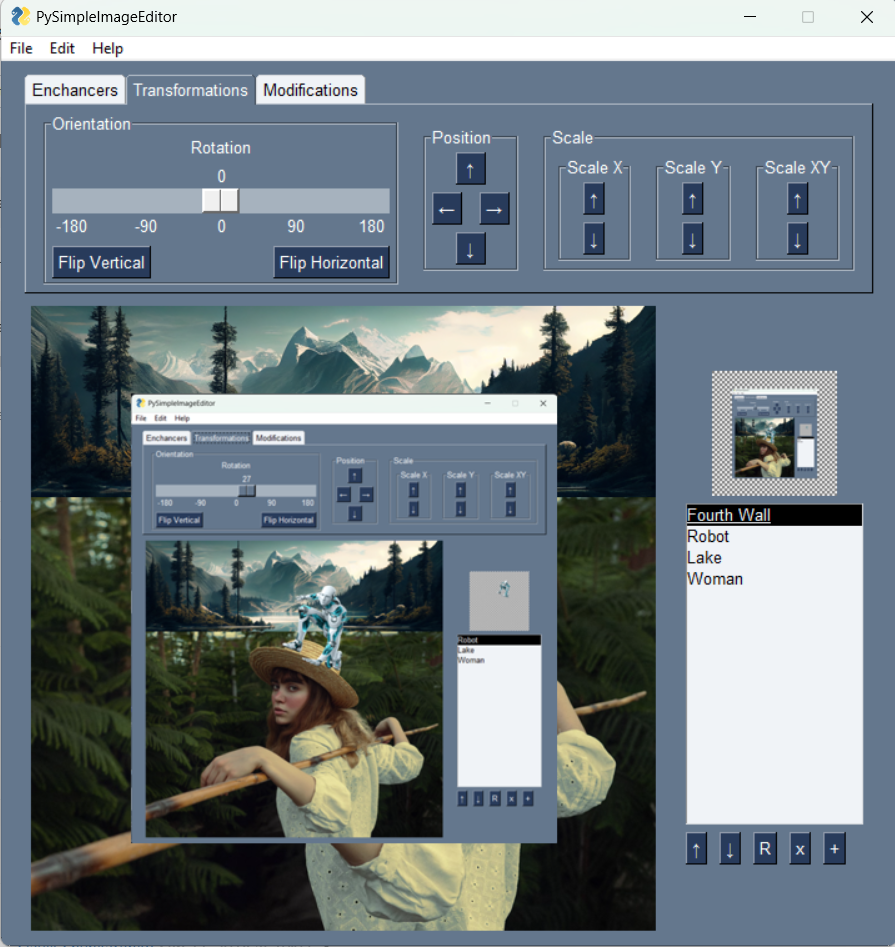 PySimpleImageEditor
File Edit Help
Enchancers Transformations Modifications
Orientation
Rotation
0
-180 -90 0 90 180
Flip Vertical Flip Horizontal
Position
↑
← →
↓
Scale
Scale X Scale Y Scale XY
↑ ↑ ↑
↓ ↓ ↓
PySimpleImageEditor
File Edit Help
Enchancers Transformations Modifications
Orientation
Rotation
27
-180 -90 0 90 180
Flip Vertical Flip Horizontal
Position
↑
← →
↓
Scale
Scale X Scale Y Scale XY
↑ ↑ ↑
↓ ↓ ↓
Robot
Lake
Woman
↑ ↓ R x +
Fourth Wall
Robot
Lake
Woman
↑ ↓ R x +